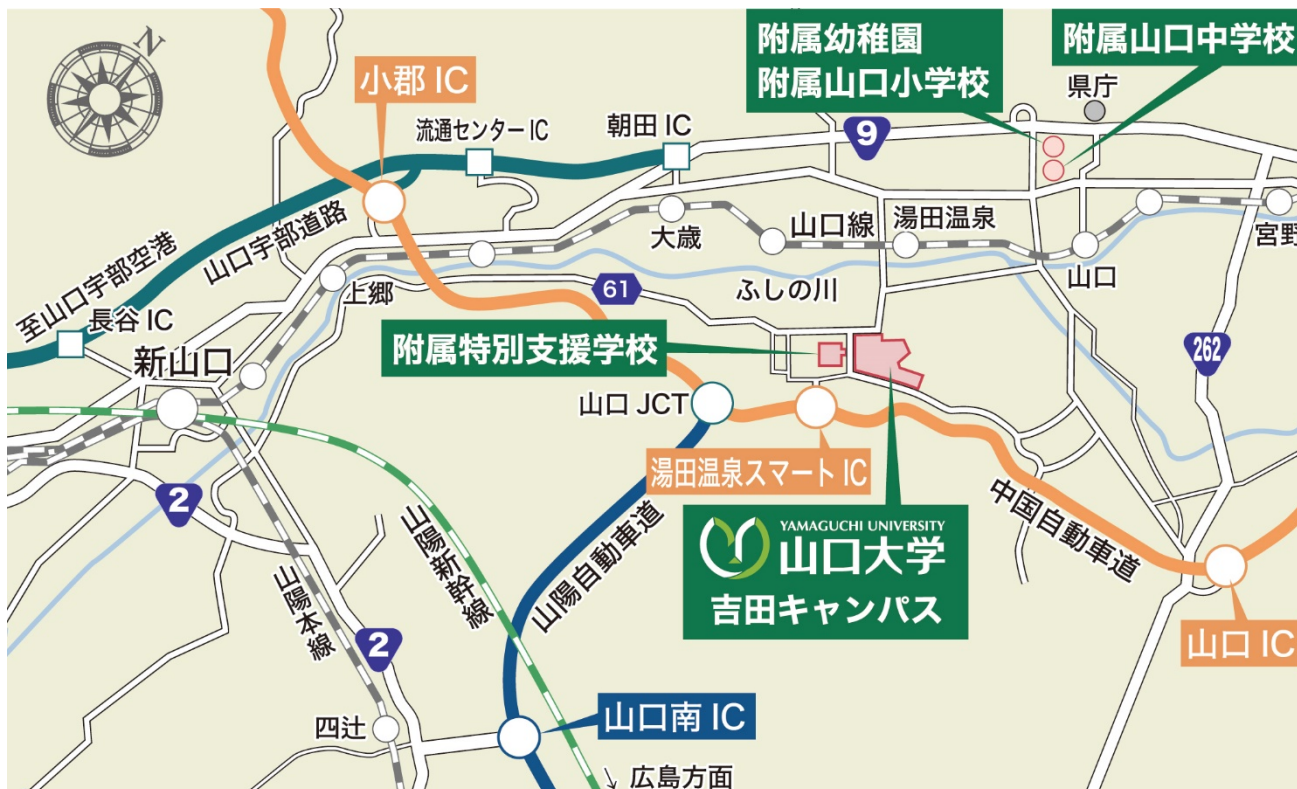 N
附属幼稚園
附属山口小学校
附属山口中学校
県庁
小郡 IC
流通センター IC
朝田 IC
9
至山口宇部空港
山口宇部道路
大歳
山口線
湯田温泉
宮野
上郷
61
ふしの川
山口
長谷 IC
新山口
附属特別支援学校
262
山口 JCT
湯田温泉スマート IC
2
山陽新幹線
山陽自動車道
中国自動車道
YAMAGUCHI UNIVERSITY
山口大学
吉田キャンパス
山陽本線
2
山口 IC
四辻
山口南 IC
↘ 広島方面